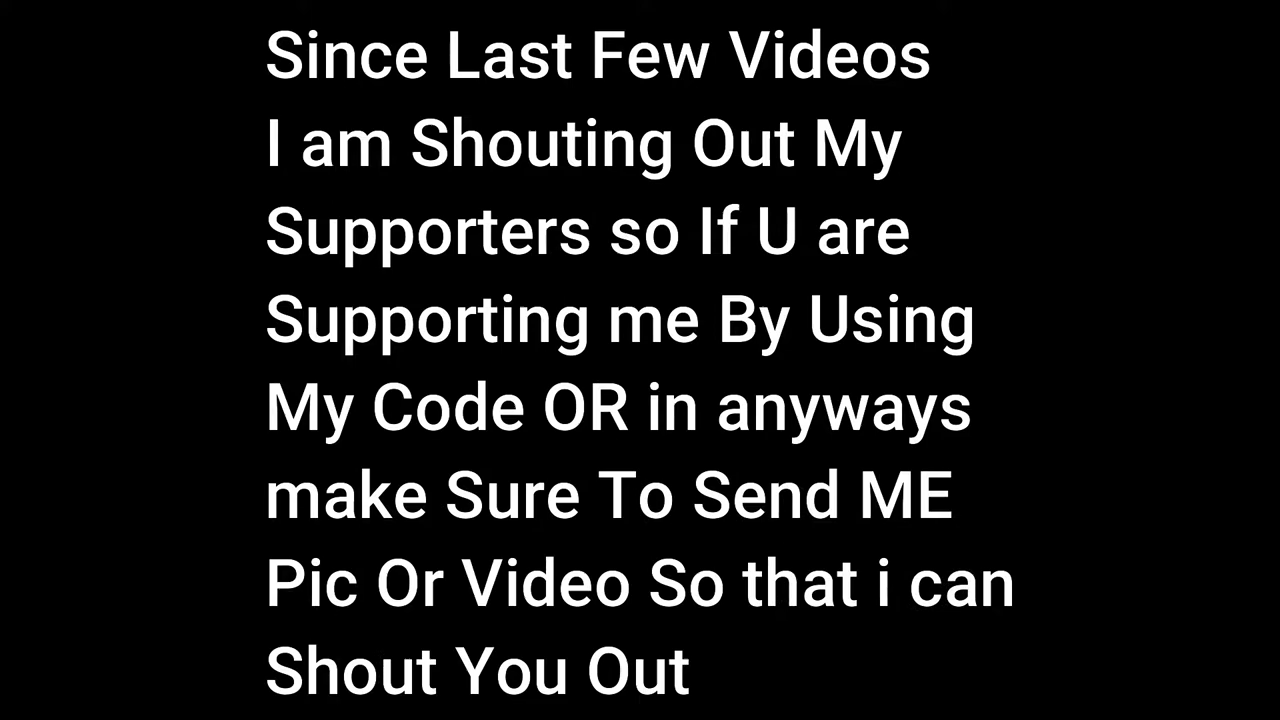 Since Last Few Videos
I am Shouting Out My
Supporters so If U are
Supporting me By Using
My Code OR in anyways
make Sure To Send ME
Pic Or Video So that i can
Shout You Out